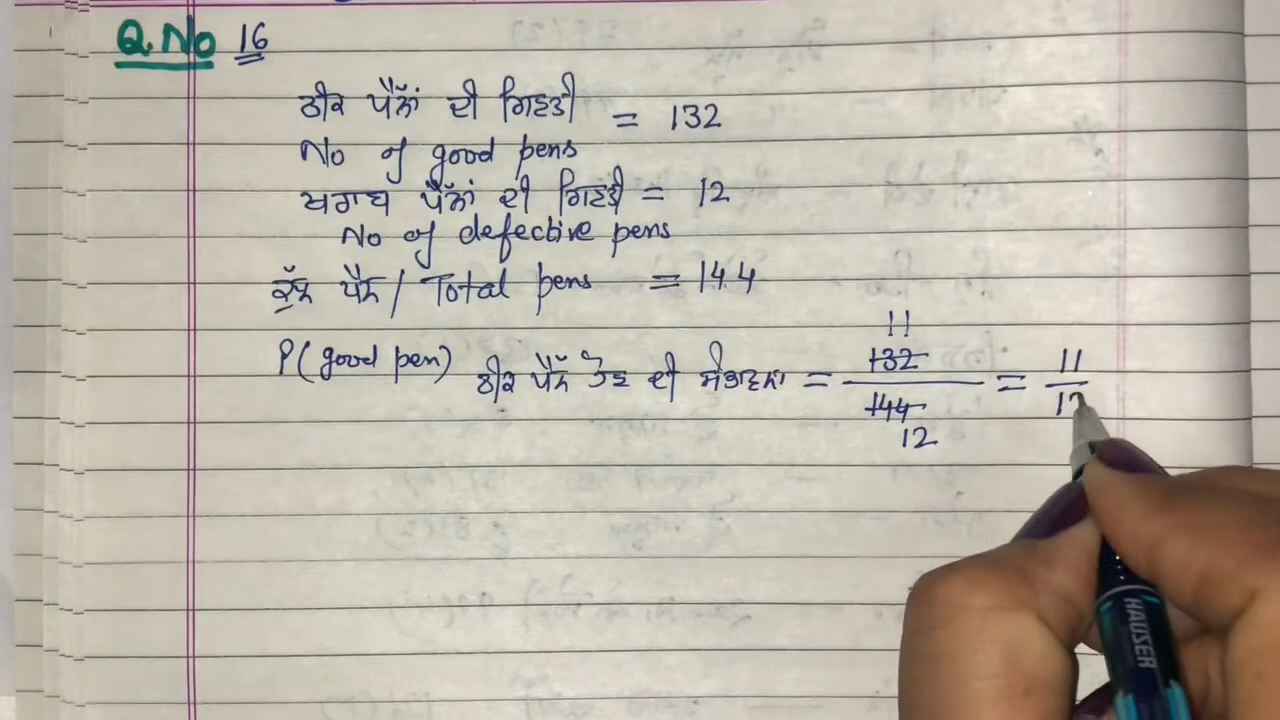 Q.No 16
ਠੀਕ ਪੈੱਨਾਂ ਦੀ ਗਿਣਤੀ = 132
No of good pens
ਖਰਾਬ ਪੈੱਨਾਂ ਦੀ ਗਿਣਤੀ = 12
No of defective pens
ਕੁੱਲ ਪੈੱਨ / Total pens = 144
P(good pen) ਠੀਕ ਪੈੱਨ ਹੋਣ ਦੀ ਸੰਭਾਵਨਾ = 132/144 = 11/12
11
12
HAUSER